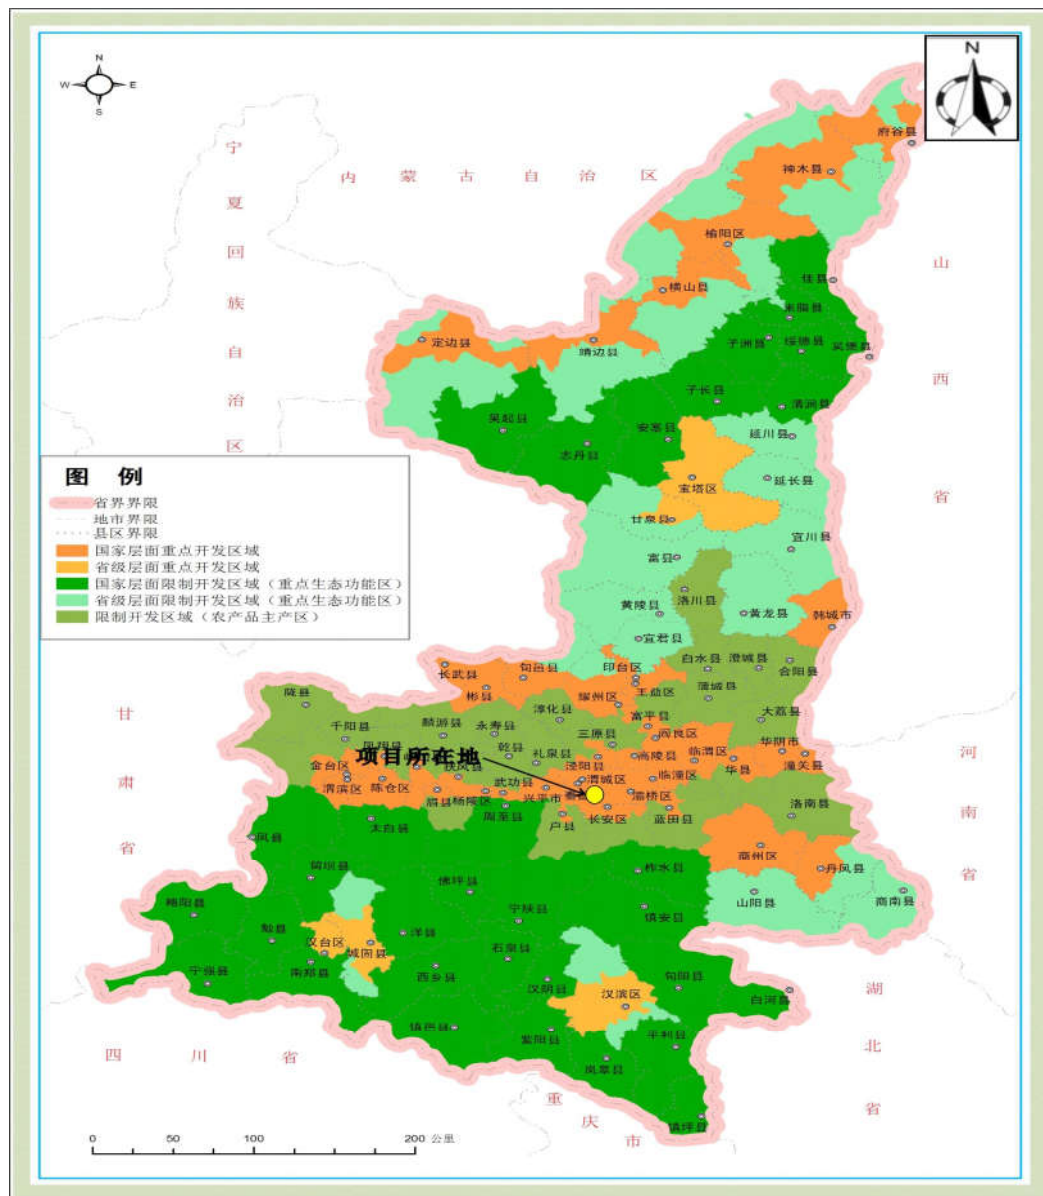 N
W
E
S
N
宁夏回族自治区
内蒙古自治区
山西省
府谷县
神木县
榆阳区
横山县
佳县
米脂县
子洲县
绥德县
吴堡县
定边县
靖边县
子长县
清涧县
吴起县
安塞县
志丹县
延川县
宝塔区
延长县
甘泉县
宜川县
富县
洛川县
黄陵县
黄龙县
韩城市
宜君县
图 例
省界界限
地市界限
县区界限
国家层面重点开发区域
省级层面重点开发区域
国家层面限制开发区域（重点生态功能区）
省级层面限制开发区域（重点生态功能区）
限制开发区域（农产品主产区）
长武县
旬邑县
印台区
白水县
澄城县
合阳县
彬县
耀州区
王益区
蒲城县
陇县
淳化县
富平县
大荔县
千阳县
麟游县
永寿县
三原县
阎良区
乾县
礼泉县
高陵县
临渭区
华阴市
项目所在地
金台区
扶风县
泾阳县
渭城区
临潼区
华县
潼关县
渭滨区
陈仓区
眉县
杨陵区
武功县
兴平市
灞桥区
周至县
户县
长安区
蓝田县
洛南县
太白县
凤县
商州区
丹凤县
留坝县
佛坪县
柞水县
山阳县
商南县
略阳县
勉县
汉台区
城固县
洋县
宁陕县
镇安县
石泉县
宁强县
南郑县
西乡县
汉阴县
汉滨区
旬阳县
白河县
镇巴县
紫阳县
平利县
岚皋县
镇坪县
甘肃省
河南省
湖北省
四川省
重庆市
0 50 100 200 公里